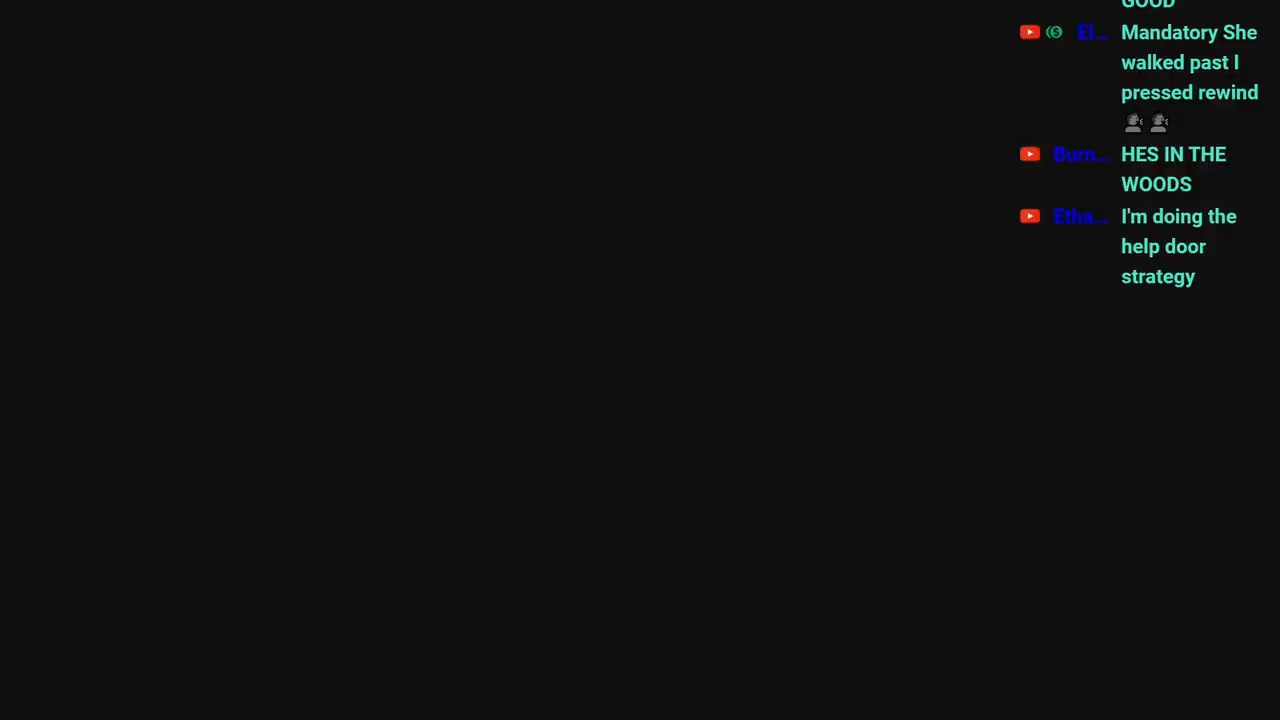 GOOD
El... Mandatory She
walked past I
pressed rewind
Burn... HES IN THE
WOODS
Etha... I'm doing the
help door
strategy